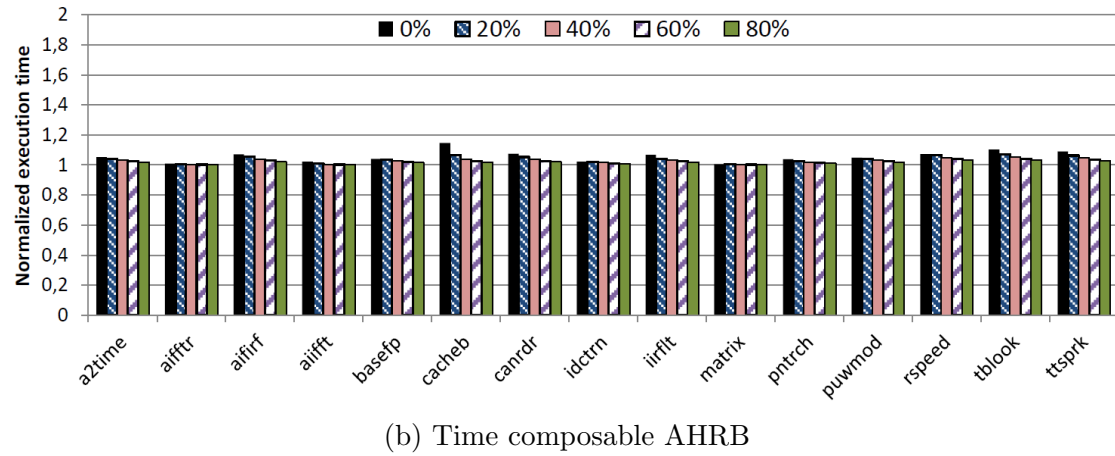 2
0% 20% 40% 60% 80%
1,8
1,6
1,4
1,2
1
0,8
0,6
0,4
0,2
0
Normalized execution time
a2time aifftr aifirf aiifft basefp cacheb canrdr idctrn iirflt matrix pntrch puwmod rspeed tblook ttsprk
(b) Time composable AHRB